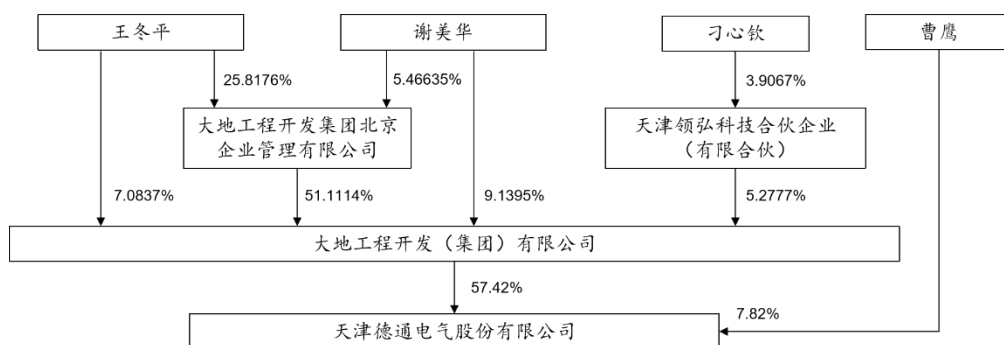 王冬平
谢美华
刁心钦
曹鹰
25.8176%
5.46635%
3.9067%
大地工程开发集团北京
企业管理有限公司
天津领弘科技合伙企业
（有限合伙）
7.0837%
51.1114%
9.1395%
5.2777%
大地工程开发（集团）有限公司
57.42%
7.82%
天津德通电气股份有限公司